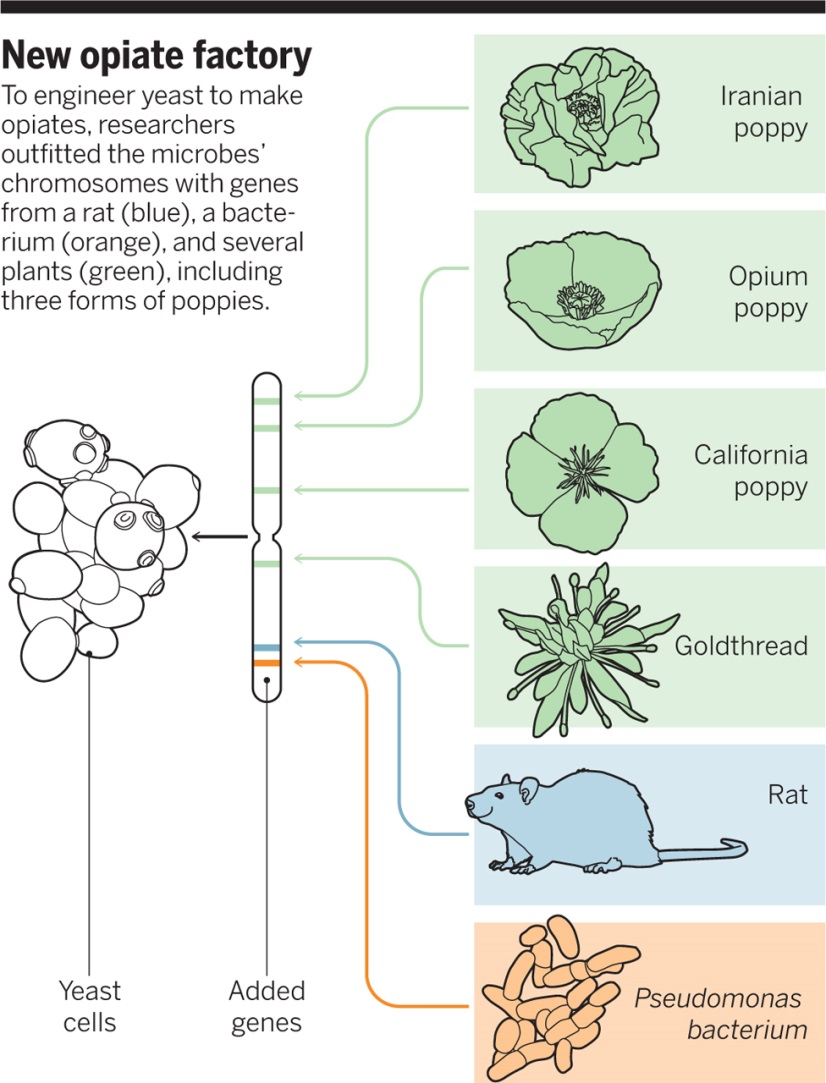 New opiate factory
To engineer yeast to make
opiates, researchers
outfitted the microbes’
chromosomes with genes
from a rat (blue), a bacte-
rium (orange), and several
plants (green), including
three forms of poppies.
Iranian
poppy
Opium
poppy
California
poppy
Goldthread
Rat
Pseudomonas
bacterium
Yeast
cells
Added
genes